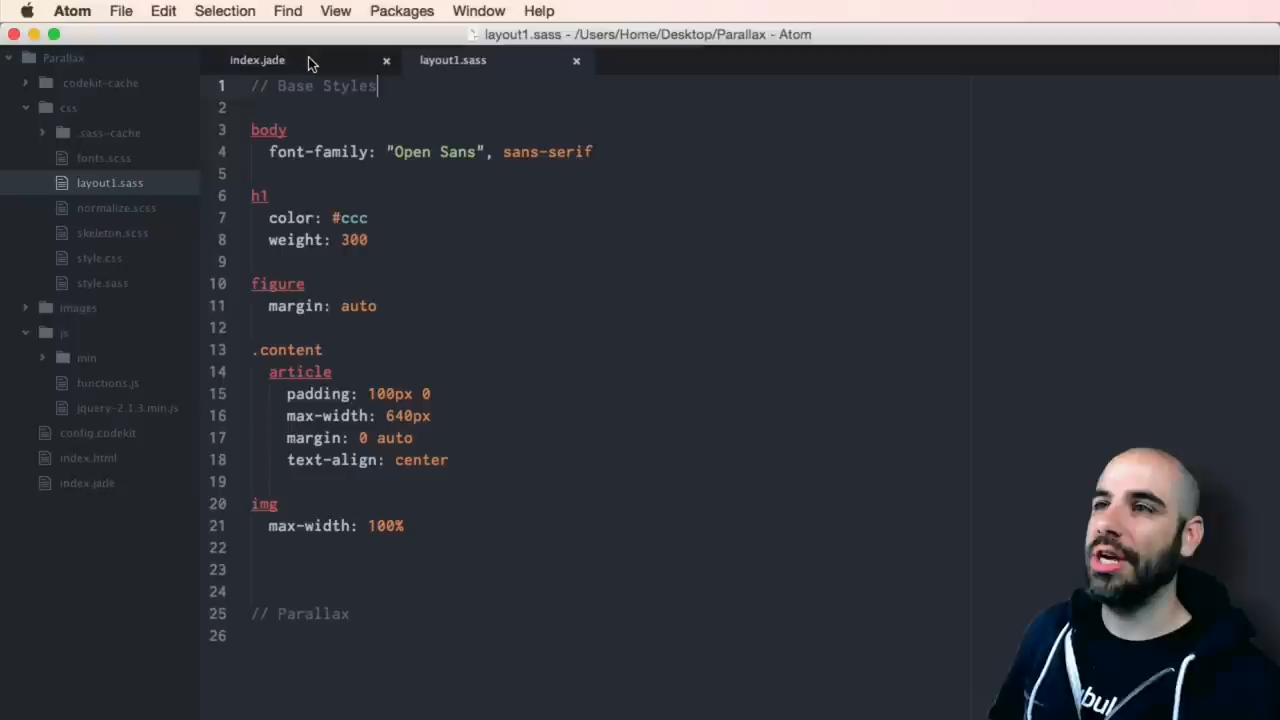 Atom File Edit Selection Find View Packages Window Help
layout1.sass - /Users/Home/Desktop/Parallax - Atom
Parallax
codekit-cache
css
.sass-cache
fonts.scss
layout1.sass
normalize.scss
skeleton.scss
style.css
style.sass
images
js
min
functions.js
jquery-2.1.3.min.js
config.codekit
index.html
index.jade
index.jade × layout1.sass ×
1 // Base Styles
2
3 body
4 font-family: "Open Sans", sans-serif
5
6 h1
7 color: #ccc
8 weight: 300
9
10 figure
11 margin: auto
12
13 .content
14 article
15 padding: 100px 0
16 max-width: 640px
17 margin: 0 auto
18 text-align: center
19
20 img
21 max-width: 100%
22
23
24
25 // Parallax
26